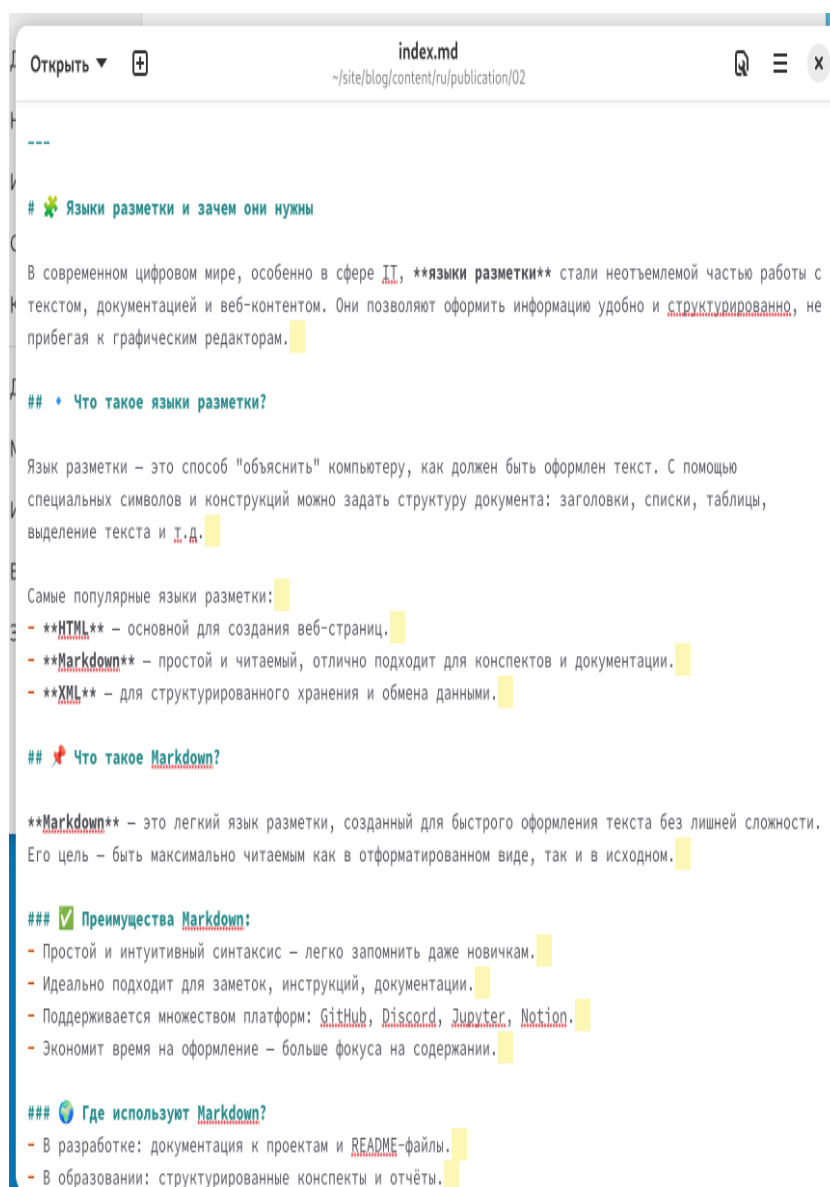 Открыть
index.md
~/site/blog/content/ru/publication/02
---
# 🧩 Языки разметки и зачем они нужны
В современном цифровом мире, особенно в сфере IT, **языки разметки** стали неотъемлемой частью работы с
текстом, документацией и веб-контентом. Они позволяют оформить информацию удобно и структурированно, не
прибегая к графическим редакторам.
## 🔹 Что такое языки разметки?
Язык разметки — это способ "объяснить" компьютеру, как должен быть оформлен текст. С помощью
специальных символов и конструкций можно задать структуру документа: заголовки, списки, таблицы,
выделение текста и т.д.
Самые популярные языки разметки:
- **HTML** — основной для создания веб-страниц.
- **Markdown** — простой и читаемый, отлично подходит для конспектов и документации.
- **XML** — для структурированного хранения и обмена данными.
## 📌 Что такое Markdown?
**Markdown** — это легкий язык разметки, созданный для быстрого оформления текста без лишней сложности.
Его цель — быть максимально читаемым как в отформатированном виде, так и в исходном.
### ✅ Преимущества Markdown:
- Простой и интуитивный синтаксис — легко запомнить даже новичкам.
- Идеально подходит для заметок, инструкций, документации.
- Поддерживается множеством платформ: GitHub, Discord, Jupyter, Notion.
- Экономит время на оформление — больше фокуса на содержании.
### 🌍 Где используют Markdown?
- В разработке: документация к проектам и README-файлы.
- В образовании: структурированные конспекты и отчёты.